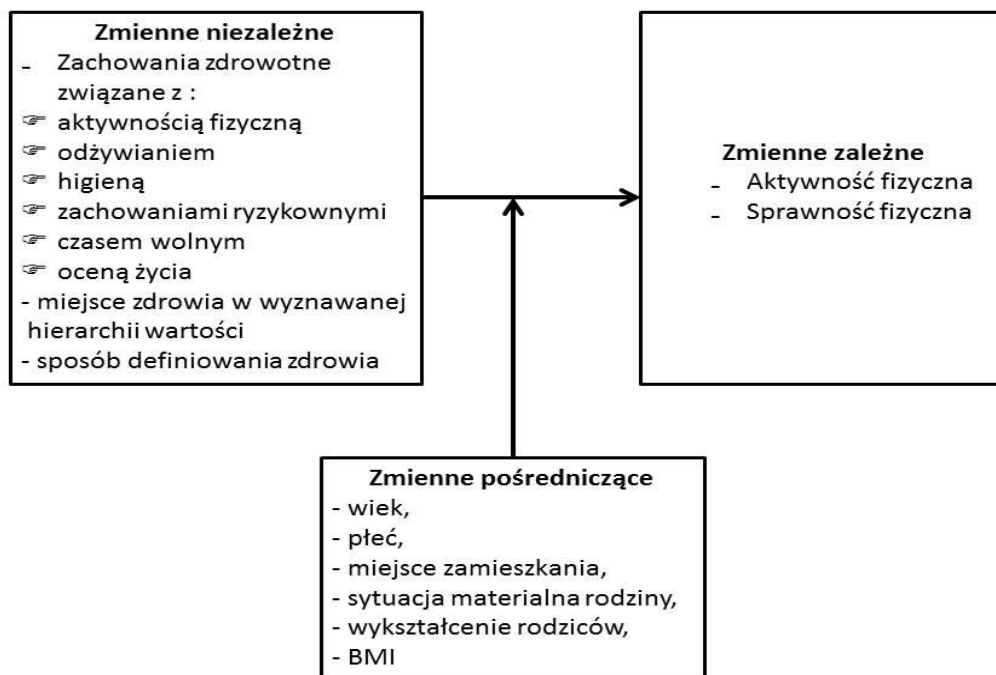 Zmienne niezależne
- Zachowania zdrowotne
związane z :
☞ aktywnością fizyczną
☞ odżywianiem
☞ higieną
☞ zachowaniami ryzykownymi
☞ czasem wolnym
☞ oceną życia
- miejsce zdrowia w wyznawanej
hierarchii wartości
- sposób definiowania zdrowia
Zmienne zależne
- Aktywność fizyczna
- Sprawność fizyczna
Zmienne pośredniczące
- wiek,
- płeć,
- miejsce zamieszkania,
- sytuacja materialna rodziny,
- wykształcenie rodziców,
- BMI